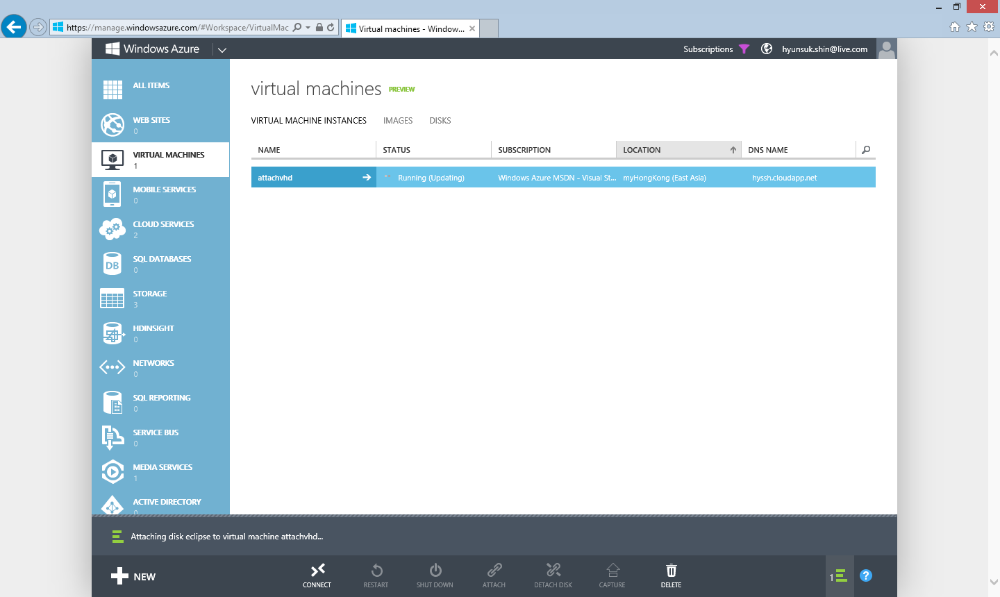 https://manage.windowsazure.com/#Workspace/VirtualMac
Virtual machines - Window...
Windows Azure
Subscriptions
hyunsuk.shin@live.com
ALL ITEMS
WEB SITES
0
VIRTUAL MACHINES
1
MOBILE SERVICES
0
CLOUD SERVICES
2
SQL DATABASES
0
DB
STORAGE
3
HDINSIGHT
0
NETWORKS
0
SQL REPORTING
0
SERVICE BUS
0
MEDIA SERVICES
1
ACTIVE DIRECTORY
0
virtual machines PREVIEW
VIRTUAL MACHINE INSTANCES IMAGES DISKS
NAME STATUS SUBSCRIPTION LOCATION DNS NAME
attachvhd Running (Updating) Windows Azure MSDN - Visual St... myHongKong (East Asia) hyssh.cloudapp.net
Attaching disk eclipse to virtual machine attachvhd...
NEW
CONNECT
RESTART
SHUT DOWN
ATTACH
DETACH DISK
CAPTURE
DELETE
1
?